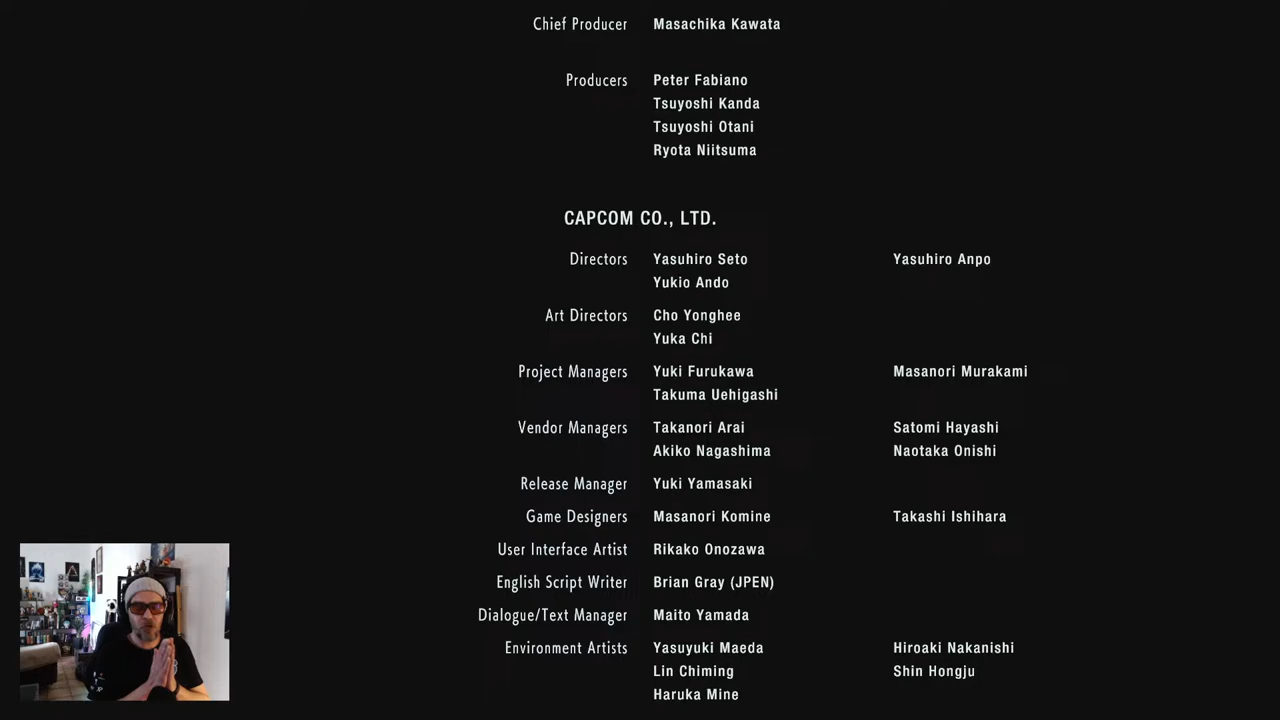 Chief Producer Masachika Kawata
Producers Peter Fabiano
Tsuyoshi Kanda
Tsuyoshi Otani
Ryota Niitsuma
CAPCOM CO., LTD.
Directors Yasuhiro Seto Yasuhiro Anpo
Yukio Ando
Art Directors Cho Yonghee
Yuka Chi
Project Managers Yuki Furukawa Masanori Murakami
Takuma Uehigashi
Vendor Managers Takanori Arai Satomi Hayashi
Akiko Nagashima Naotaka Onishi
Release Manager Yuki Yamasaki
Game Designers Masanori Komine Takashi Ishihara
User Interface Artist Rikako Onozawa
English Script Writer Brian Gray (JPEN)
Dialogue/Text Manager Maito Yamada
Environment Artists Yasuyuki Maeda Hiroaki Nakanishi
Lin Chiming Shin Hongju
Haruka Mine